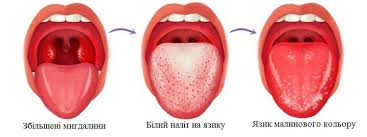 Збільшені мигдалини
Білий наліт на язику
Язик малинового кольору